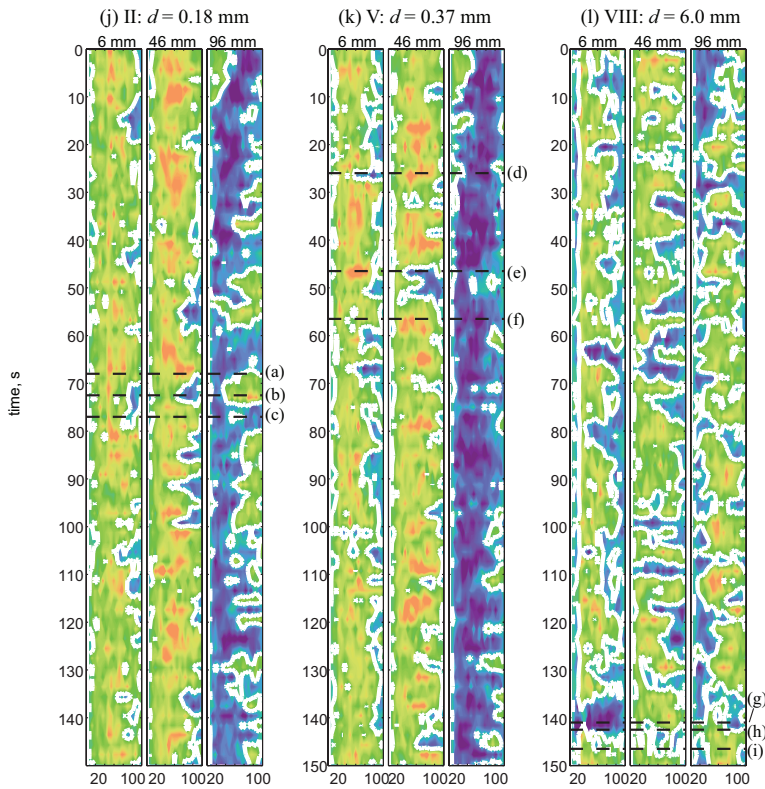 (j) II: d = 0.18 mm
(k) V: d = 0.37 mm
(l) VIII: d = 6.0 mm
6 mm 46 mm 96 mm
6 mm 46 mm 96 mm
6 mm 46 mm 96 mm
time, s
0
10
20
30
40
50
60
70
80
90
100
110
120
130
140
150
20 100 20 100 20 100
(a)
(b)
(c)
0
10
20
30
40
50
60
70
80
90
100
110
120
130
140
150
20 100 20 100 20 100
(d)
(e)
(f)
0
10
20
30
40
50
60
70
80
90
100
110
120
130
140
150
20 100 20 100 20 100
(g)
/
(h)
(i)